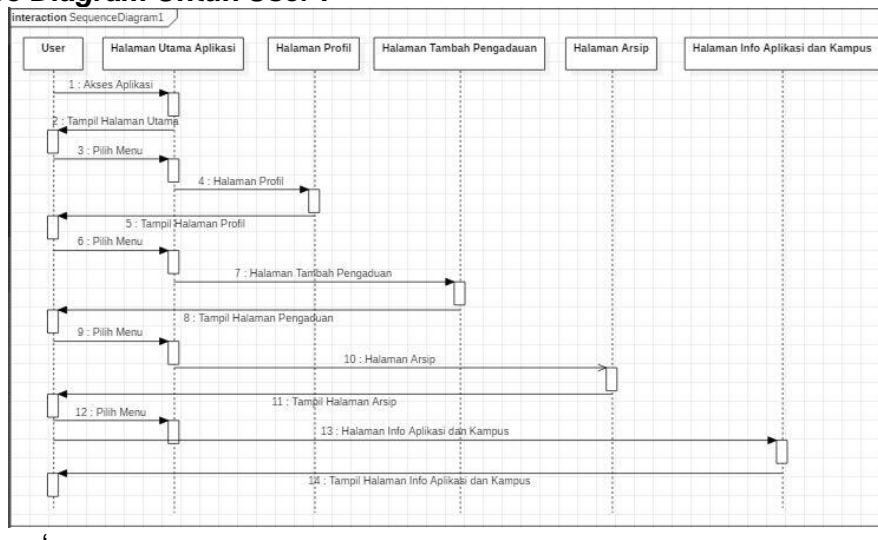 Diagram Untuk User :
interaction SequenceDiagram1
User
Halaman Utama Aplikasi
Halaman Profil
Halaman Tambah Pengadauan
Halaman Arsip
Halaman Info Aplikasi dan Kampus
1 : Akses Aplikasi
2 : Tampil Halaman Utama
3 : Pilih Menu
4 : Halaman Profil
5 : Tampil Halaman Profil
6 : Pilih Menu
7 : Halaman Tambah Pengaduan
8 : Tampil Halaman Pengaduan
9 : Pilih Menu
10 : Halaman Arsip
11 : Tampil Halaman Arsip
12 : Pilih Menu
13 : Halaman Info Aplikasi dan Kampus
14 : Tampil Halaman Info Aplikasi dan Kampus